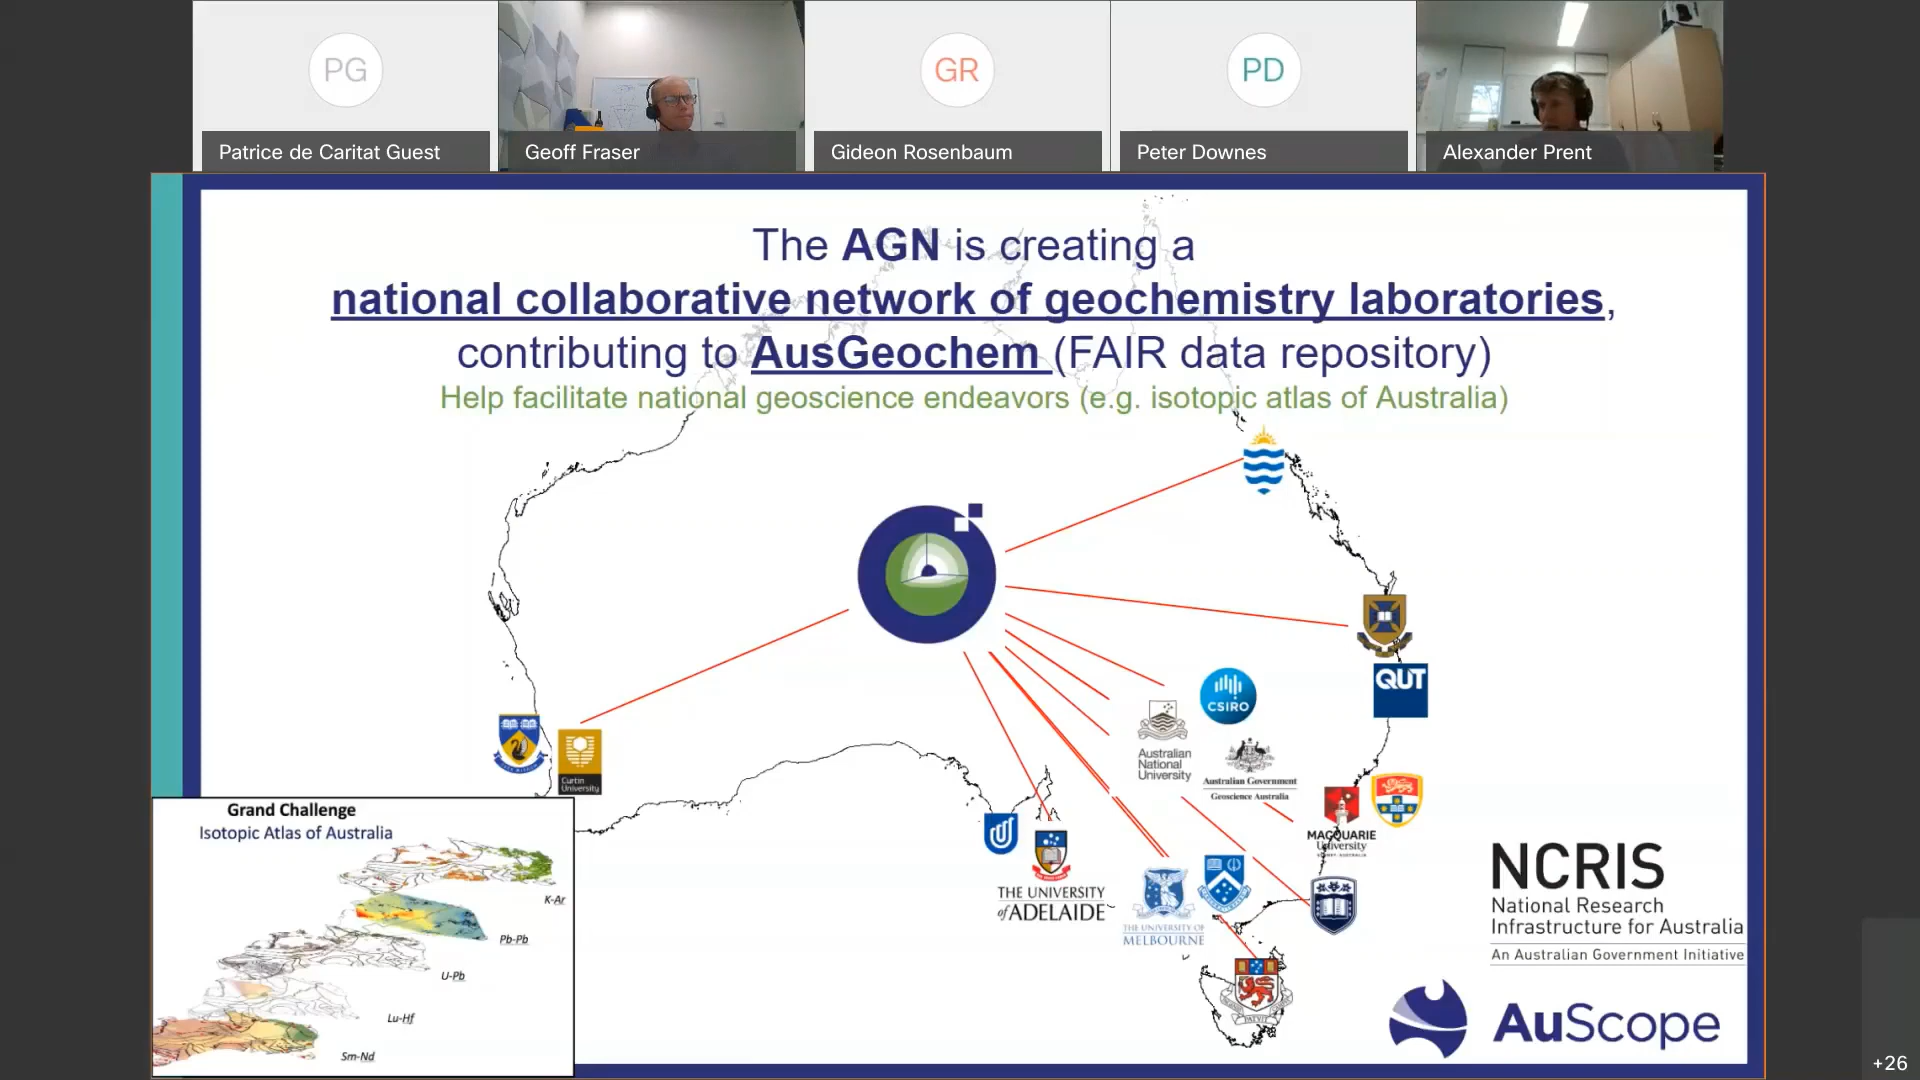 PG
GR
PD
Patrice de Caritat Guest
Geoff Fraser
Gideon Rosenbaum
Peter Downes
Alexander Prent
The AGN is creating a
national collaborative network of geochemistry laboratories,
contributing to AusGeochem (FAIR data repository)
Help facilitate national geoscience endeavors (e.g. isotopic atlas of Australia)
CSIRO
QUT
Australian
National
University
Australian Government
Geoscience Australia
Curtin
University
MACQUARIE
University
THE UNIVERSITY
of ADELAIDE
THE UNIVERSITY OF
MELBOURNE
Grand Challenge
Isotopic Atlas of Australia
K-Ar
Pb-Pb
U-Pb
Lu-Hf
Sm-Nd
NCRIS
National Research
Infrastructure for Australia
An Australian Government Initiative
AuScope
+26